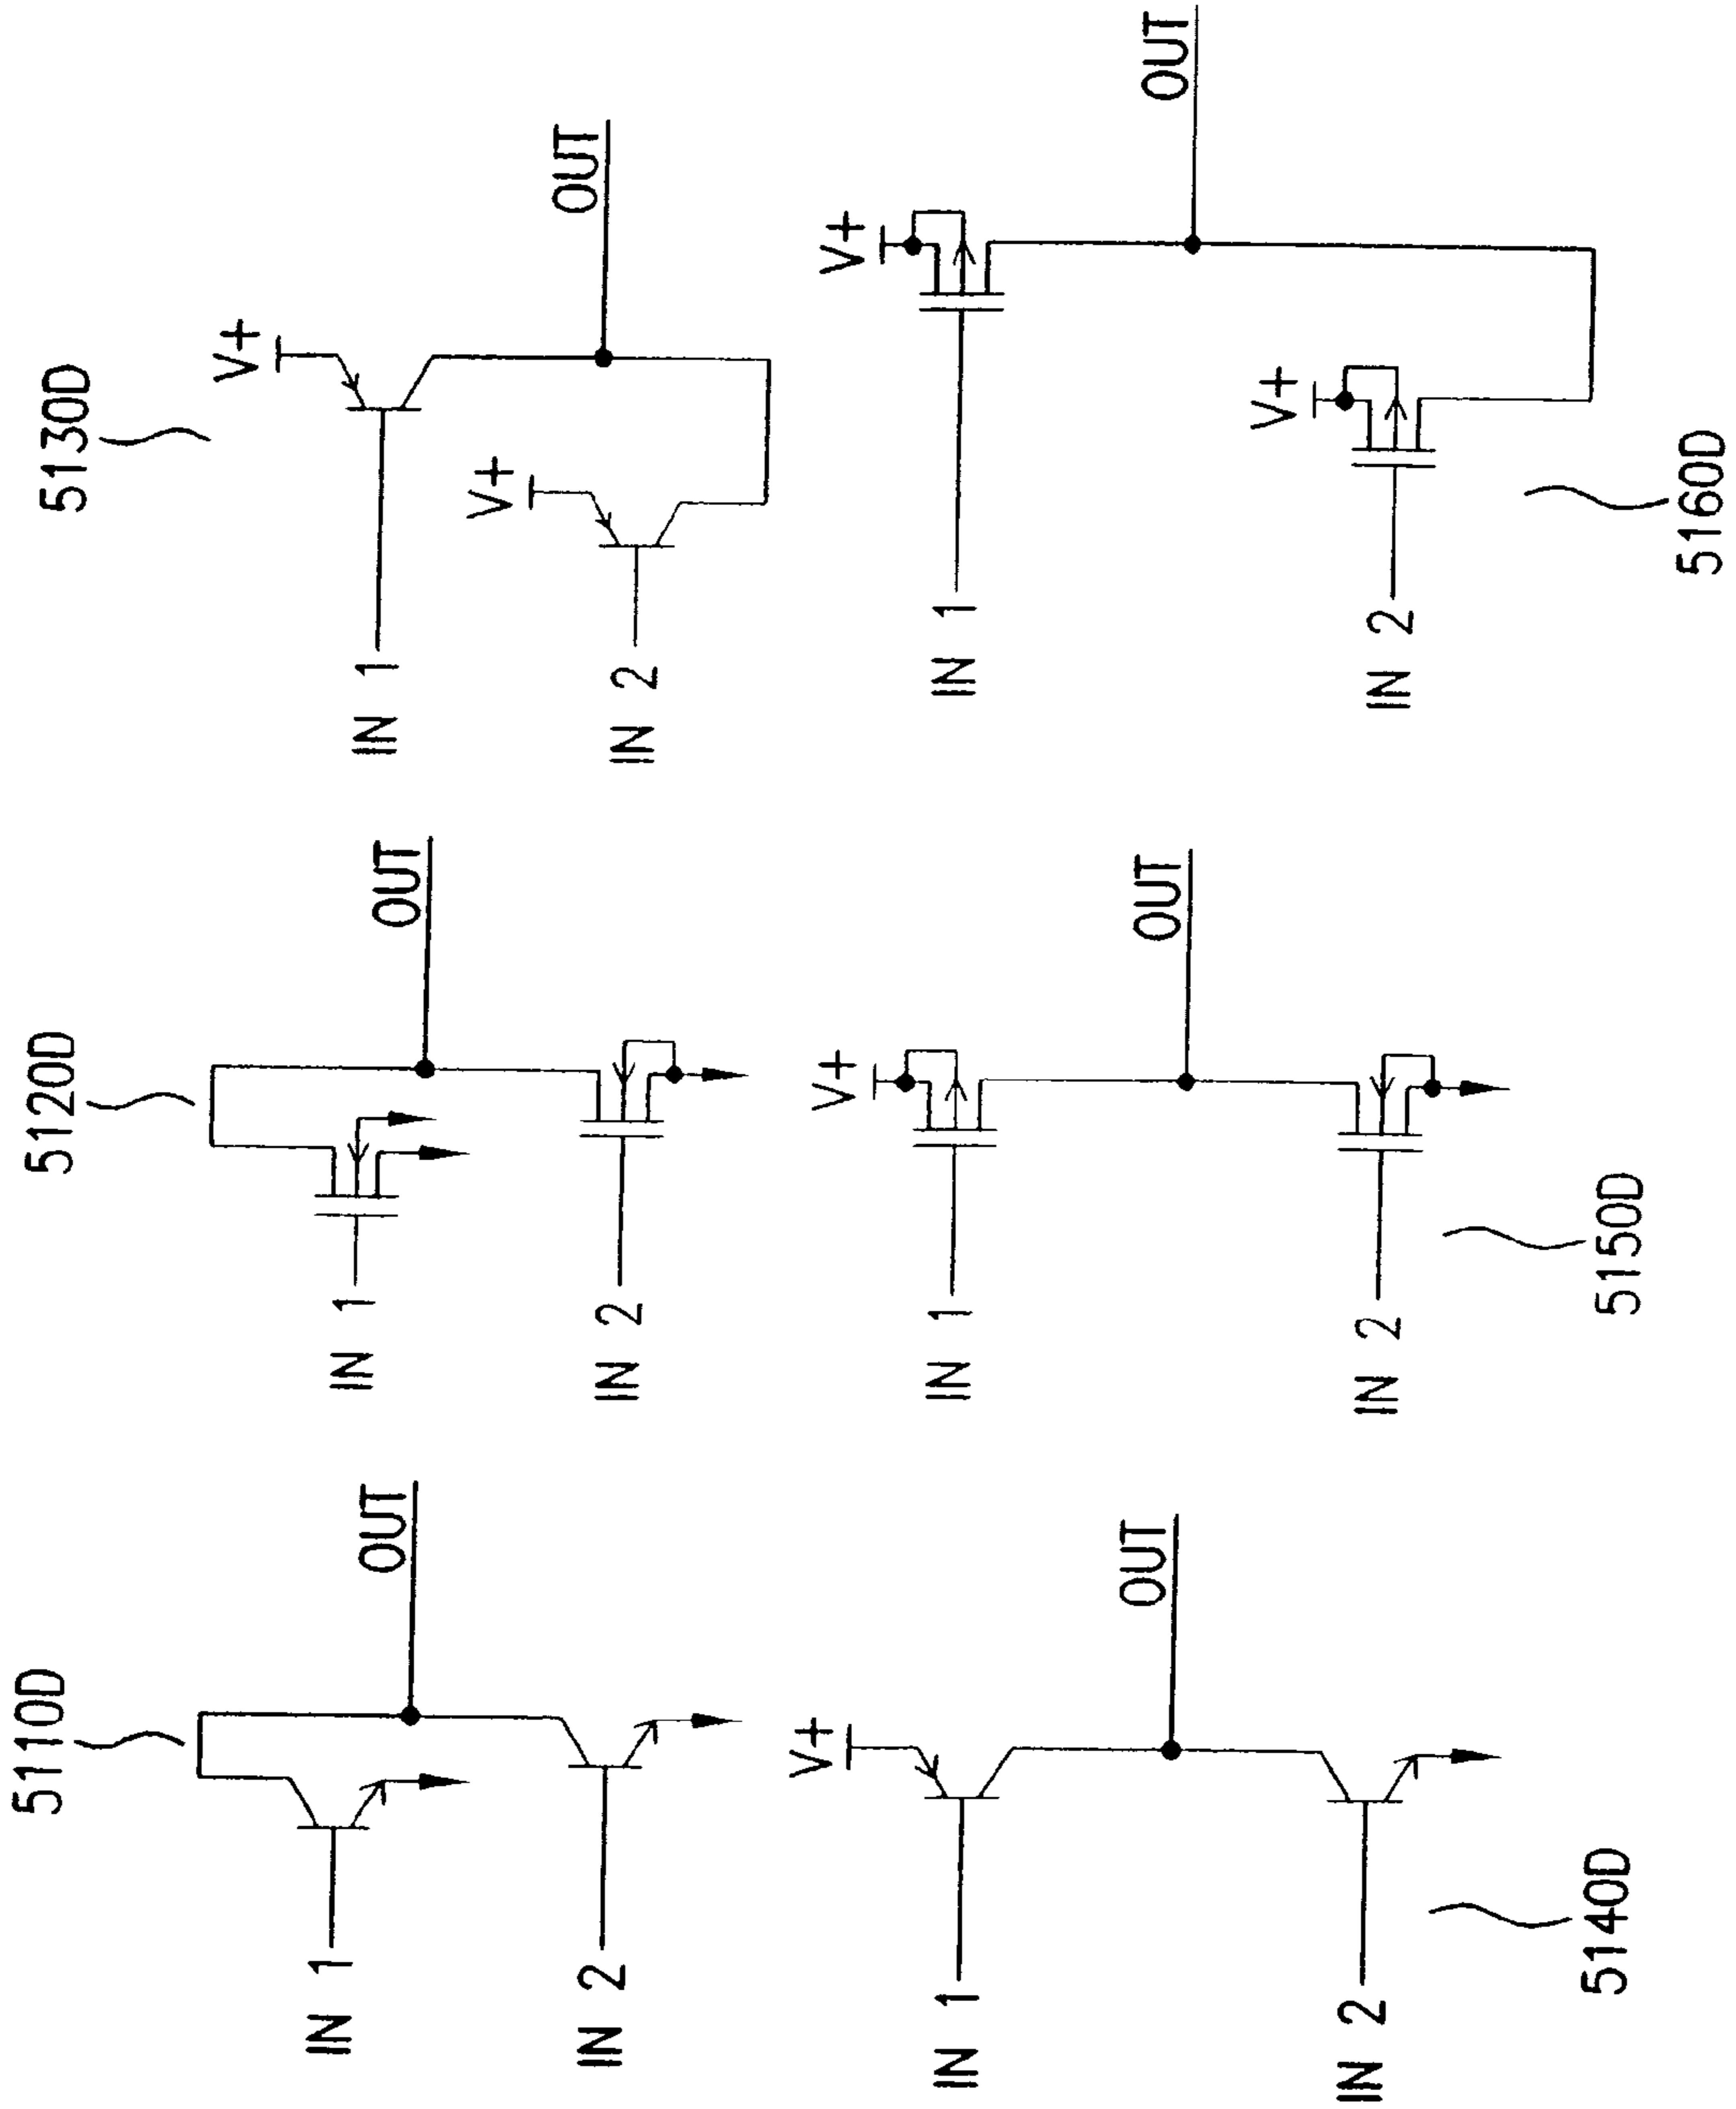 5110D
IN 1
IN 2
OUT
5120D
IN 1
IN 2
OUT
5130D
V+
IN 1
V+
IN 2
OUT
V+
IN 1
OUT
IN 2
5140D
V+
IN 1
OUT
IN 2
5150D
V+
IN 1
OUT
V+
IN 2
5160D